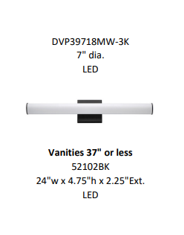 DVP39718MW-3K
7" dia.
LED
Vanities 37" or less
52102BK
24"w x 4.75"h x 2.25"Ext.
LED